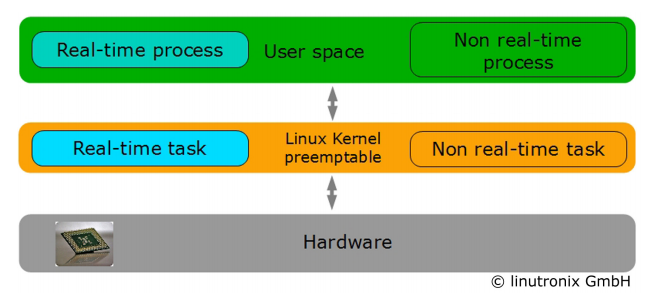 Real-time process
User space
Non real-time
process
Real-time task
Linux Kernel
preemptable
Non real-time task
Hardware
© linutronix GmbH